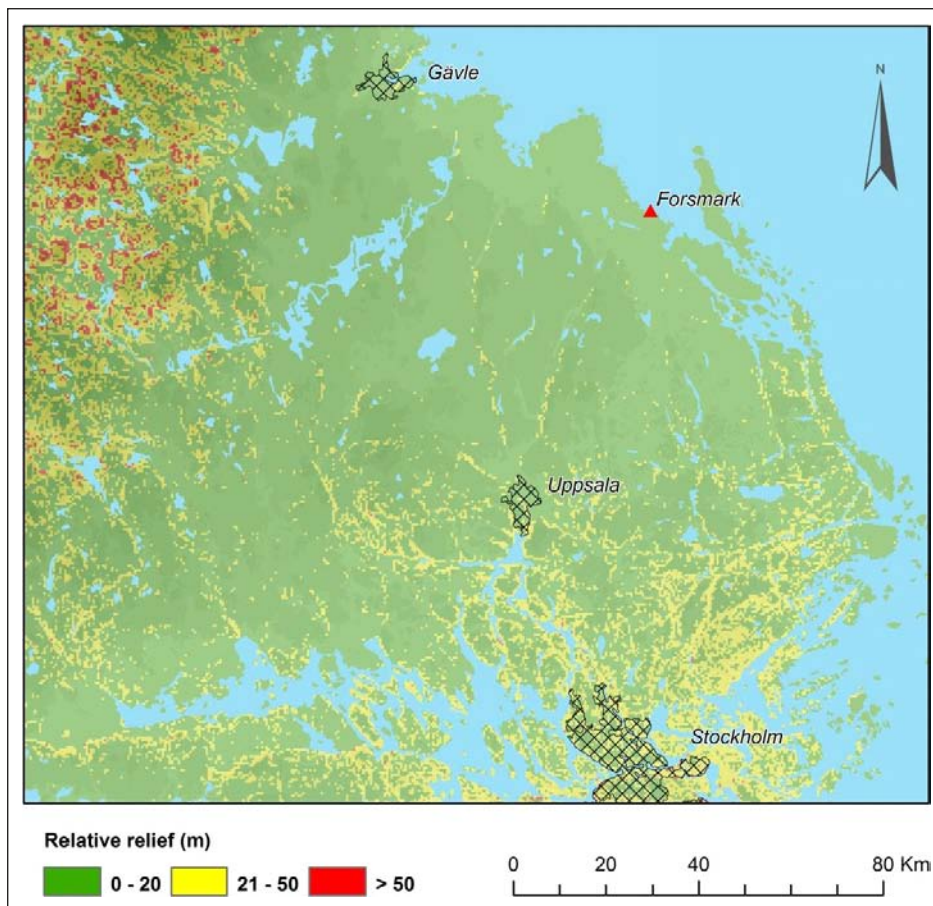 N
Gävle
Forsmark
Uppsala
Stockholm
Relative relief (m)
0 - 20 21 - 50 > 50
0 20 40 80 Km